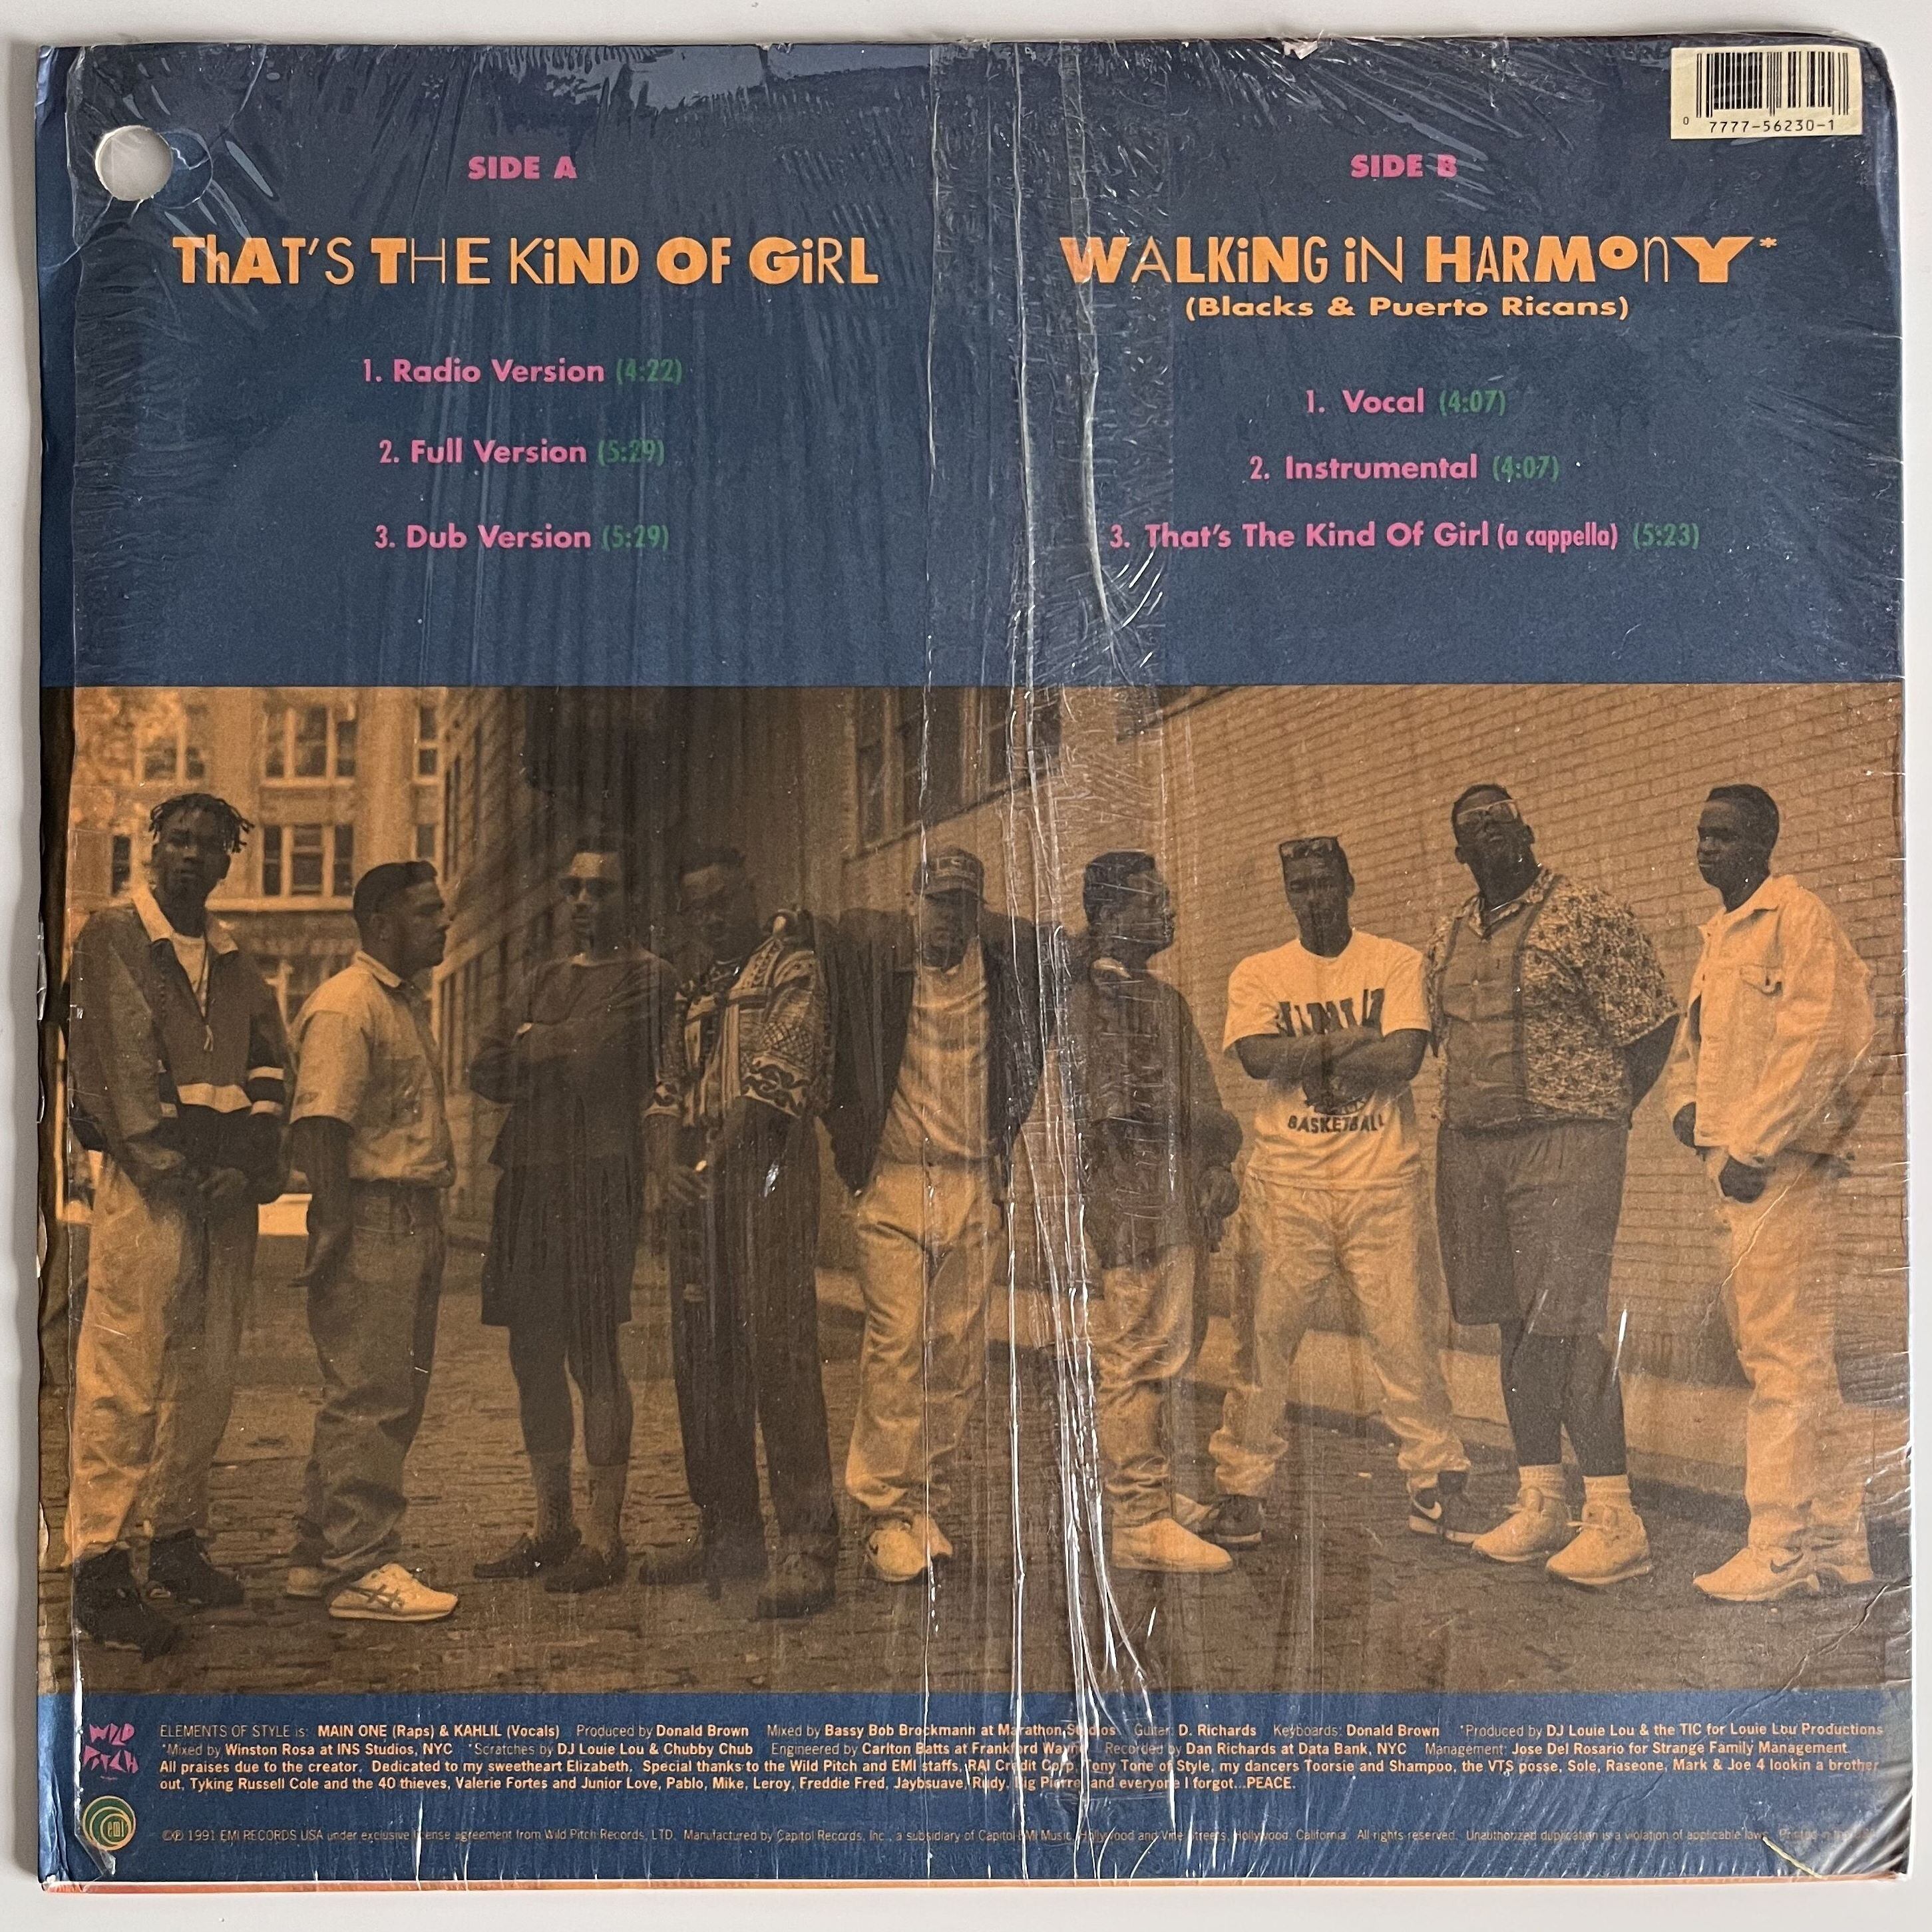 0 7777-56230-1
SIDE A
THAT'S THE KiND OF GiRL
1. Radio Version (4:22)
2. Full Version (5:29)
3. Dub Version (5:29)
SIDE B
WALKiNG iN HARMONY*
(Blacks & Puerto Ricans)
1. Vocal (4:07)
2. Instrumental (4:07)
3. That's The Kind Of Girl (a cappella) (5:23)
BASKETBALL
WILD
PITCH
ELEMENTS OF STYLE is: MAIN ONE (Raps) & KAHLIL (Vocals) Produced by Donald Brown Mixed by Bassy Bob Brockmann at Marathon Studios Guitar: D. Richards Keyboards: Donald Brown *Produced by DJ Louie Lou & the TIC for Louie Lou Productions
*Mixed by Winston Rosa at INS Studios, NYC *Scratches by DJ Louie Lou & Chubby Chub Engineered by Carlton Batts at Frankford Wayne Recorded by Dan Richards at Data Bank, NYC Management: Jose Del Rosario for Strange Family Management.
All praises due to the creator. Dedicated to my sweetheart Elizabeth. Special thanks to the Wild Pitch and EMI staffs, RAI Credit Corp, Tony Tone of Style, my dancers Toorsie and Shampoo, the VTS posse, Sole, Raseone, Mark & Joe 4 lookin a brother
out, Tyking Russell Cole and the 40 thieves, Valerie Fortes and Junior Love, Pablo, Mike, Leroy, Freddie Fred, Jaybsuave, Rudy, Big Pierre and everyone I forgot...PEACE.
emi
©℗ 1991 EMI RECORDS USA under exclusive license agreement from Wild Pitch Records, LTD. Manufactured by Capitol Records, Inc., a subsidiary of Capitol-EMI Music, Hollywood and Vine Streets, Hollywood, California. All rights reserved. Unauthorized duplication is a violation of applicable laws. Printed in the